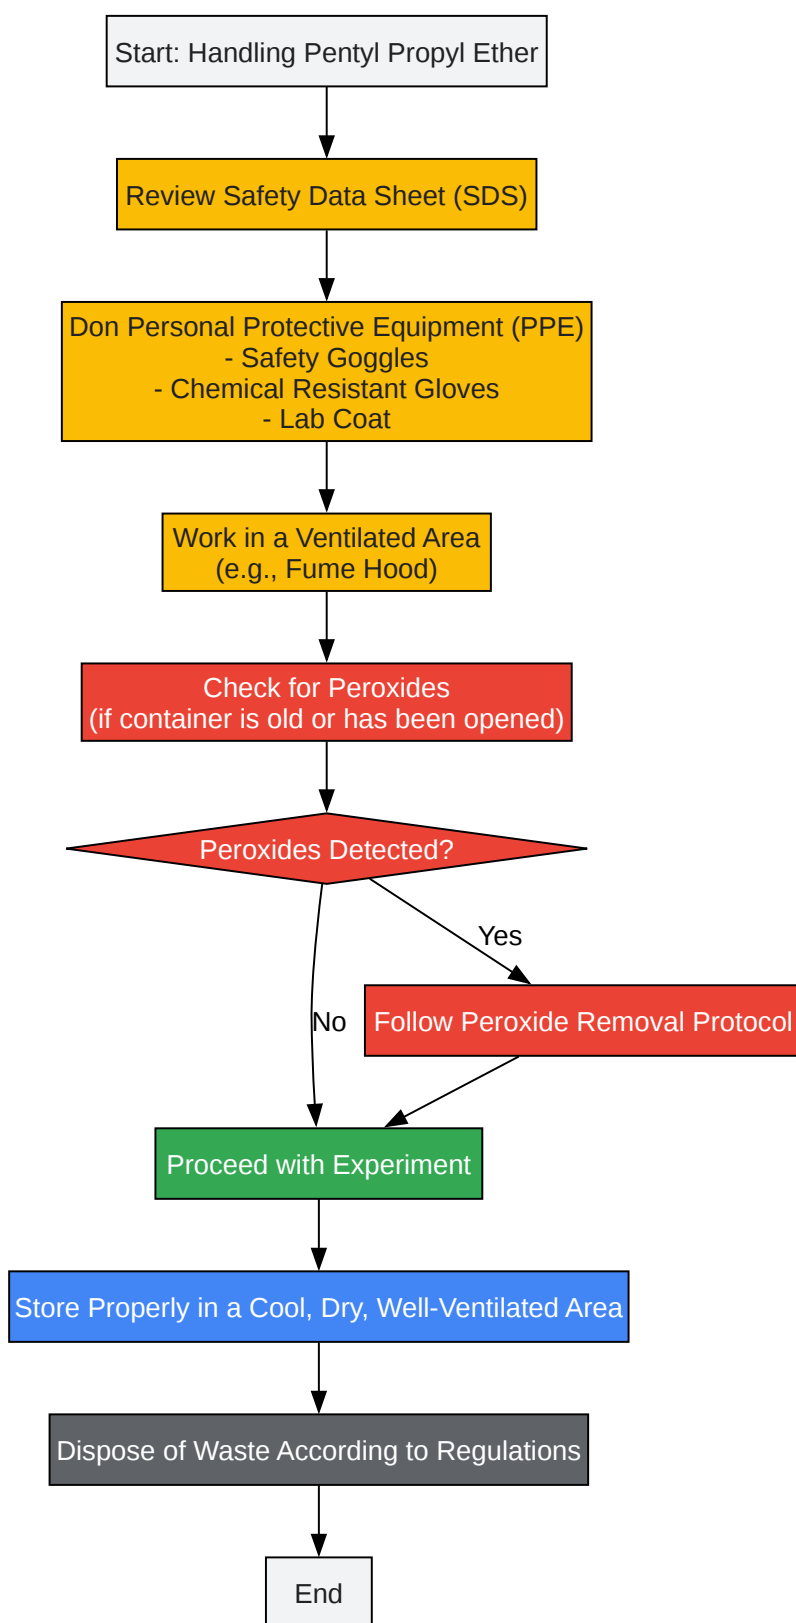 Start: Handling Pentyl Propyl Ether
Review Safety Data Sheet (SDS)
Don Personal Protective Equipment (PPE)
- Safety Goggles
- Chemical Resistant Gloves
- Lab Coat
Work in a Ventilated Area
(e.g., Fume Hood)
Check for Peroxides
(if container is old or has been opened)
Peroxides Detected?
Yes
No
Follow Peroxide Removal Protocol
Proceed with Experiment
Store Properly in a Cool, Dry, Well-Ventilated Area
Dispose of Waste According to Regulations
End